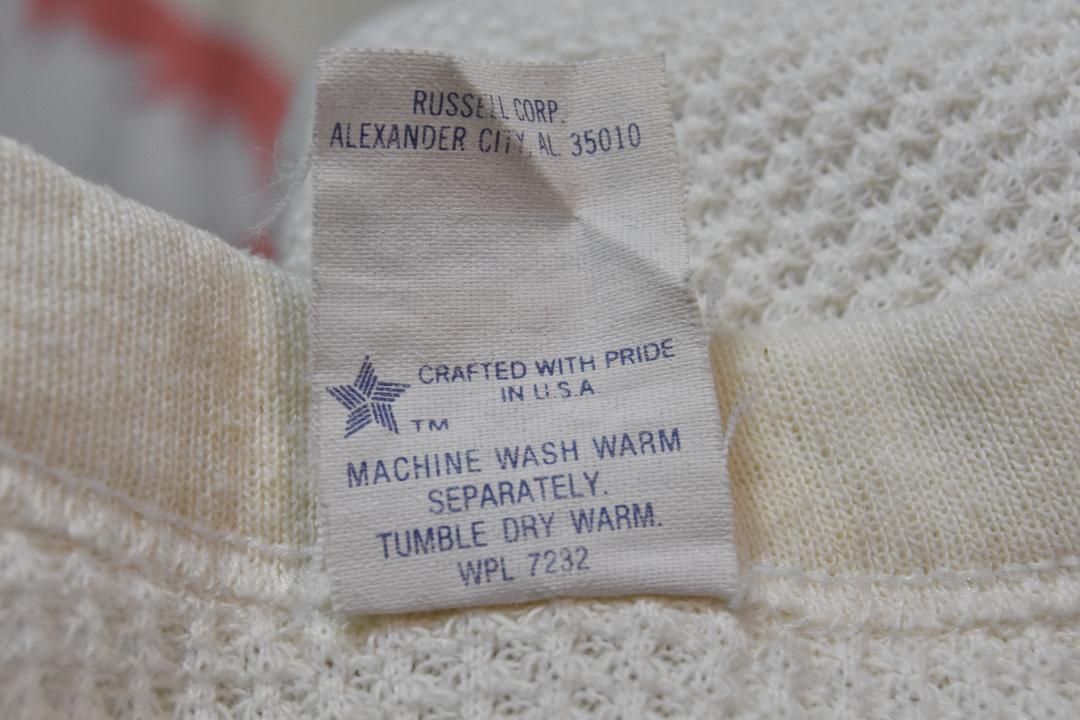 RUSSELL CORP.
ALEXANDER CITY, AL 35010
CRAFTED WITH PRIDE
IN U.S.A
TM
MACHINE WASH WARM
SEPARATELY.
TUMBLE DRY WARM.
WPL 7232